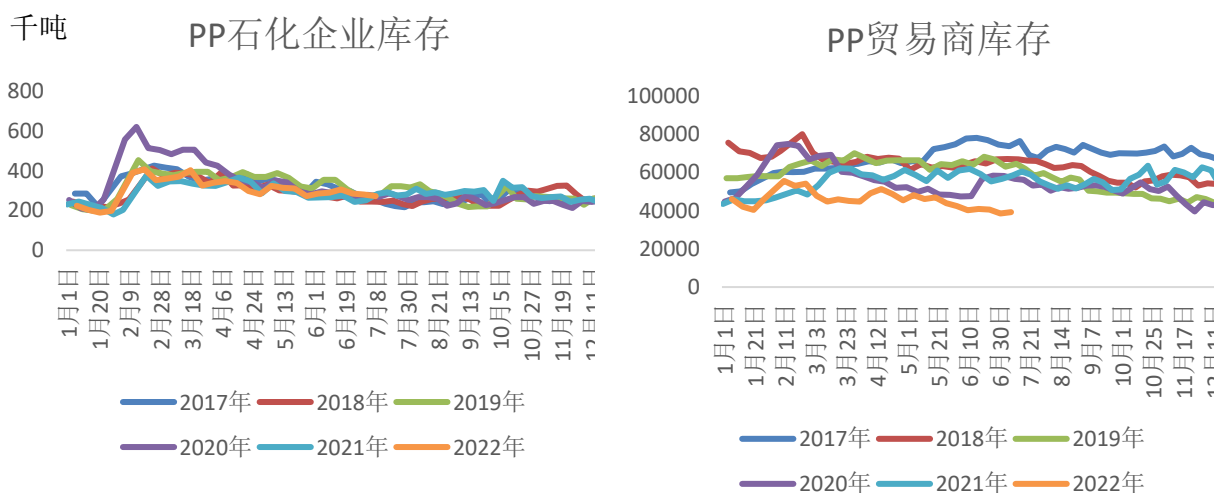 千吨
PP石化企业库存
800
600
400
200
0
1月1日
1月20日
2月9日
2月28日
3月18日
4月6日
4月24日
5月13日
6月1日
6月19日
7月8日
7月30日
8月21日
9月13日
10月5日
10月27日
11月19日
12月11日
2017年 2018年 2019年
2020年 2021年 2022年
PP贸易商库存
100000
80000
60000
40000
20000
0
1月1日
1月21日
2月11日
3月3日
3月23日
4月12日
5月1日
5月21日
6月10日
6月30日
7月23日
8月14日
9月7日
10月1日
10月25日
11月17日
12月11日
2017年 2018年 2019年
2020年 2021年 2022年